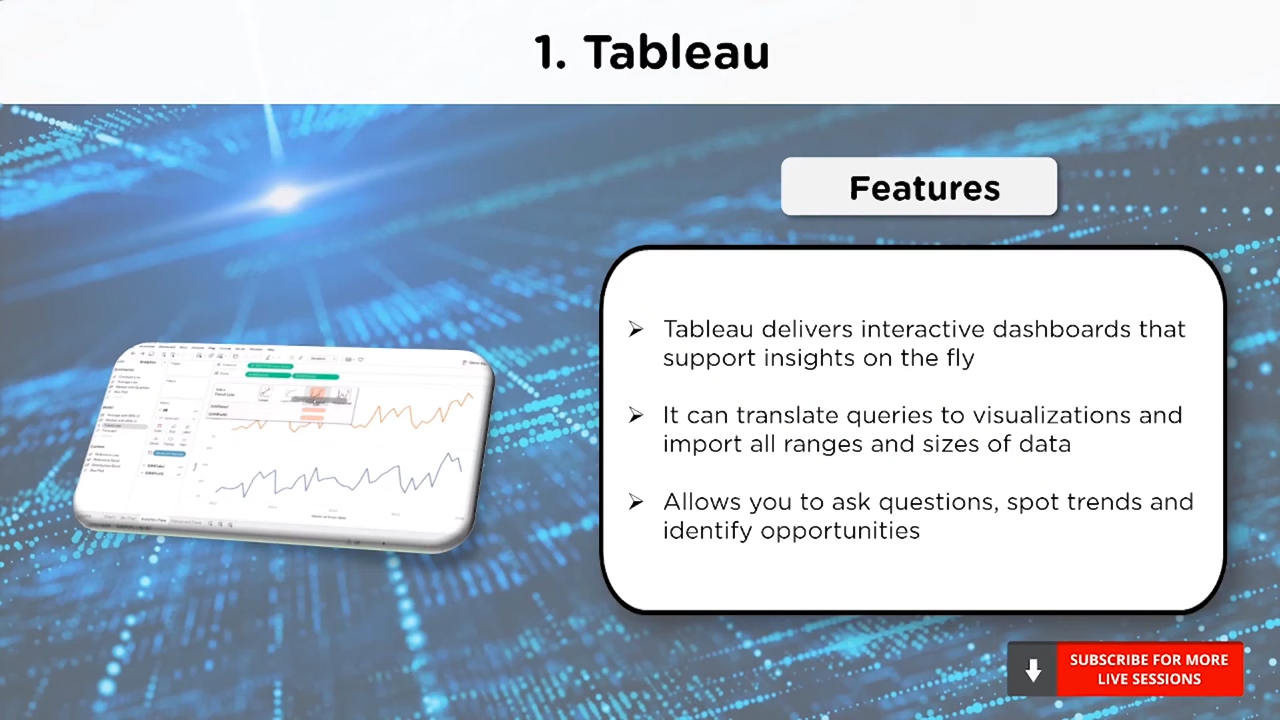 1. Tableau
Features
Tableau delivers interactive dashboards that
support insights on the fly
It can translate queries to visualizations and
import all ranges and sizes of data
Allows you to ask questions, spot trends and
identify opportunities
SUBSCRIBE FOR MORE
LIVE SESSIONS